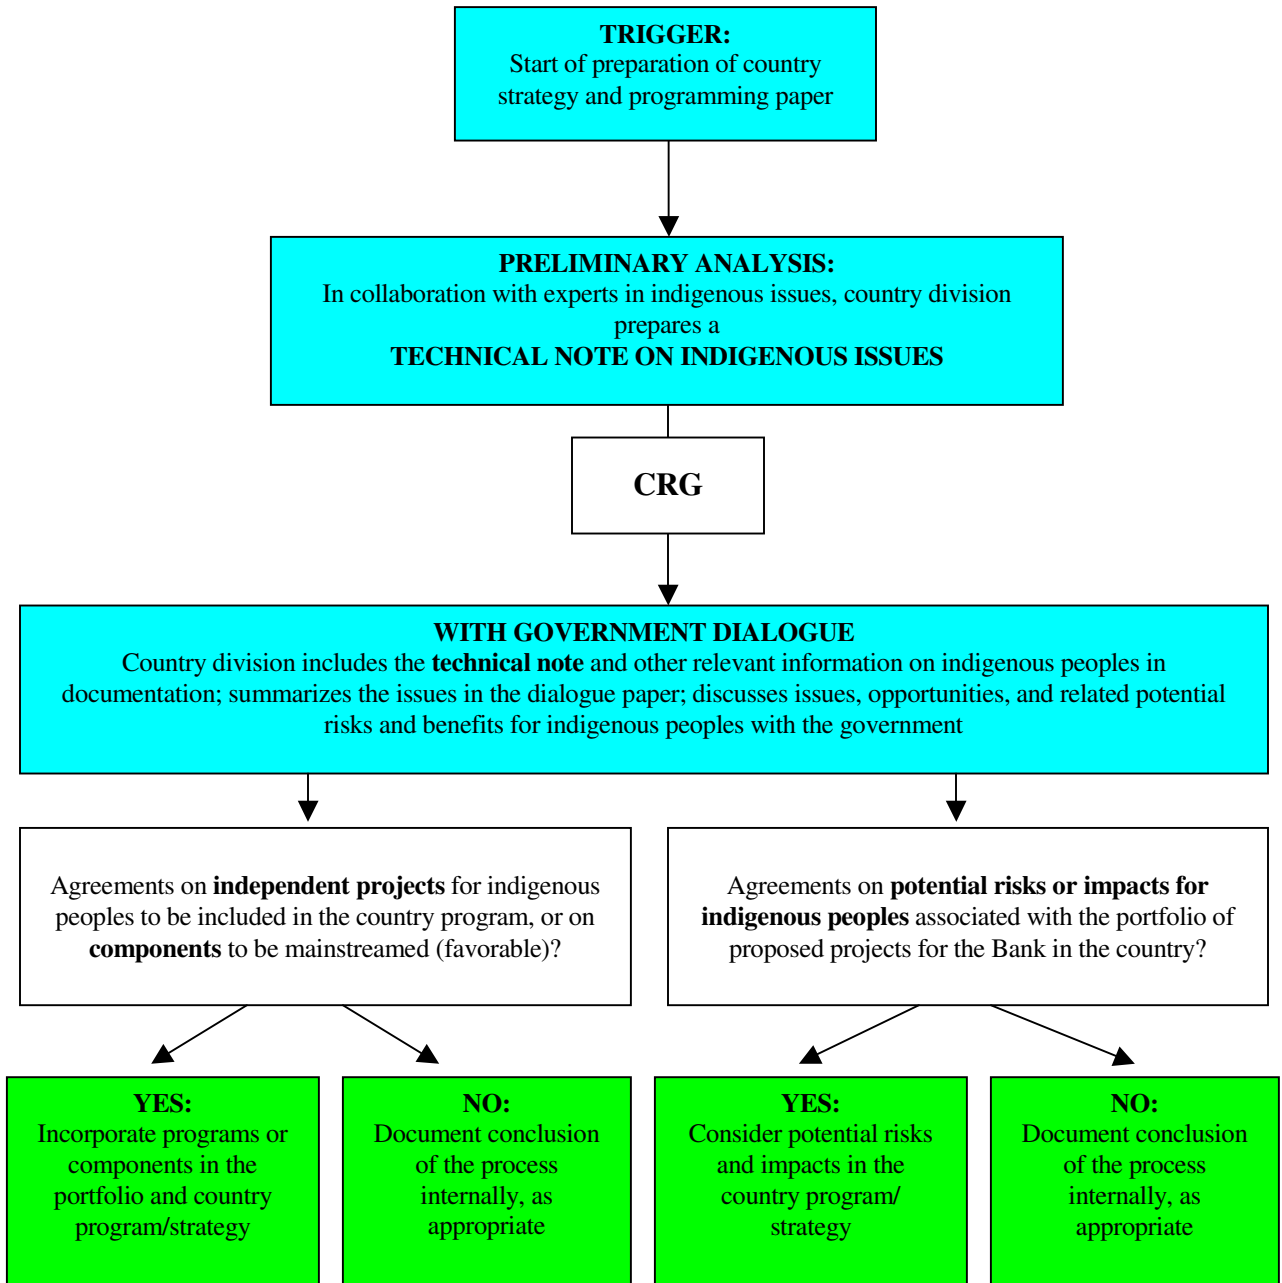 TRIGGER:
Start of preparation of country
strategy and programming paper
PRELIMINARY ANALYSIS:
In collaboration with experts in indigenous issues, country division
prepares a
TECHNICAL NOTE ON INDIGENOUS ISSUES
CRG
WITH GOVERNMENT DIALOGUE
Country division includes the technical note and other relevant information on indigenous peoples in
documentation; summarizes the issues in the dialogue paper; discusses issues, opportunities, and related potential
risks and benefits for indigenous peoples with the government
Agreements on independent projects for indigenous
peoples to be included in the country program, or on
components to be mainstreamed (favorable)?
Agreements on potential risks or impacts for
indigenous peoples associated with the portfolio of
proposed projects for the Bank in the country?
YES:
Incorporate programs or
components in the
portfolio and country
program/strategy
NO:
Document conclusion
of the process
internally, as
appropriate
YES:
Consider potential risks
and impacts in the
country program/
strategy
NO:
Document conclusion
of the process
internally, as
appropriate